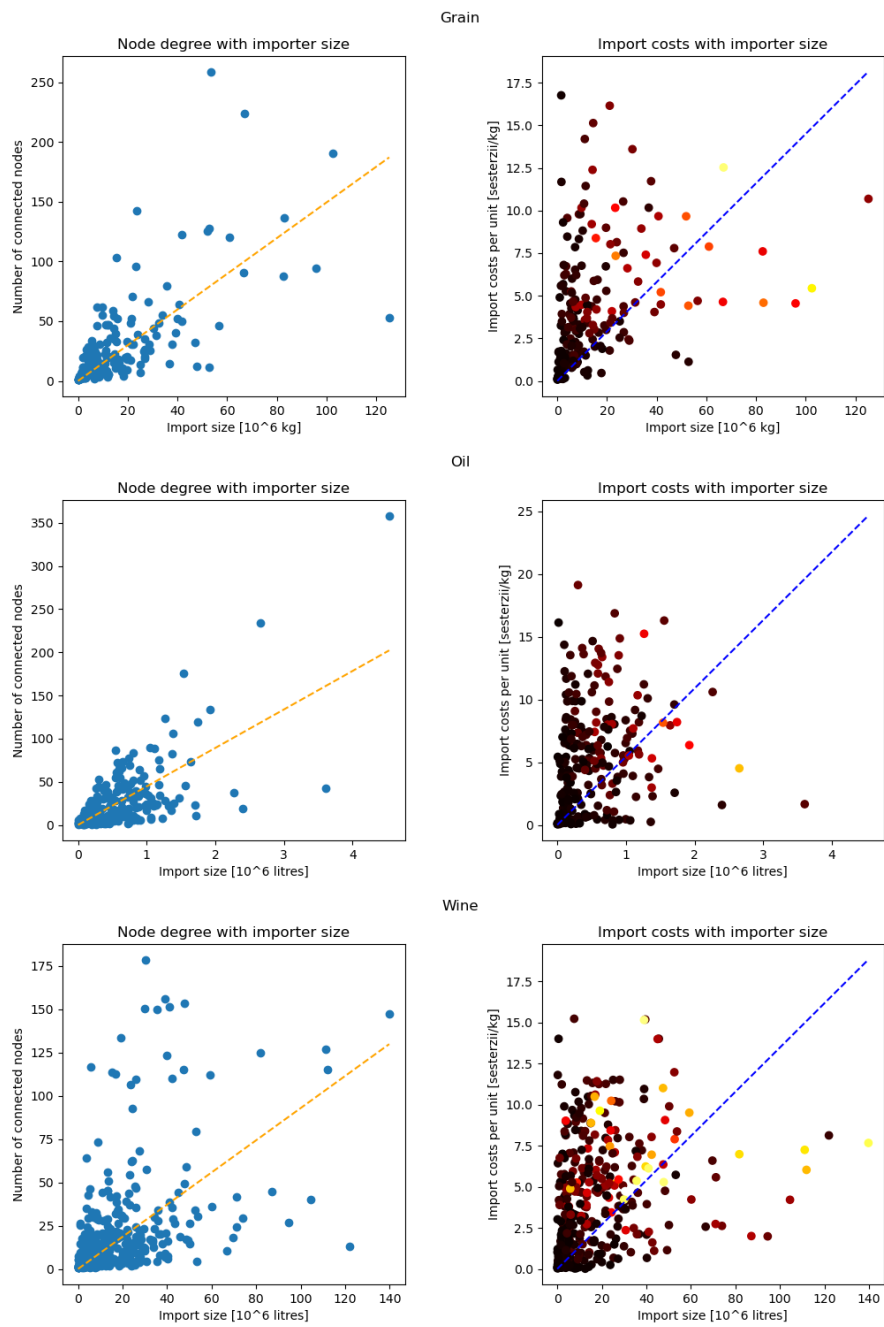 Grain
Node degree with importer size
Number of connected nodes
250
200
150
100
50
0
0 20 40 60 80 100 120
Import size [10^6 kg]
Import costs with importer size
Import costs per unit [sesterzii/kg]
17.5
15.0
12.5
10.0
7.5
5.0
2.5
0.0
0 20 40 60 80 100 120
Import size [10^6 kg]
Oil
Node degree with importer size
Number of connected nodes
350
300
250
200
150
100
50
0
0 1 2 3 4
Import size [10^6 litres]
Import costs with importer size
Import costs per unit [sesterzii/kg]
25
20
15
10
5
0
0 1 2 3 4
Import size [10^6 litres]
Wine
Node degree with importer size
Number of connected nodes
175
150
125
100
75
50
25
0
0 20 40 60 80 100 120 140
Import size [10^6 litres]
Import costs with importer size
Import costs per unit [sesterzii/kg]
17.5
15.0
12.5
10.0
7.5
5.0
2.5
0.0
0 20 40 60 80 100 120 140
Import size [10^6 litres]